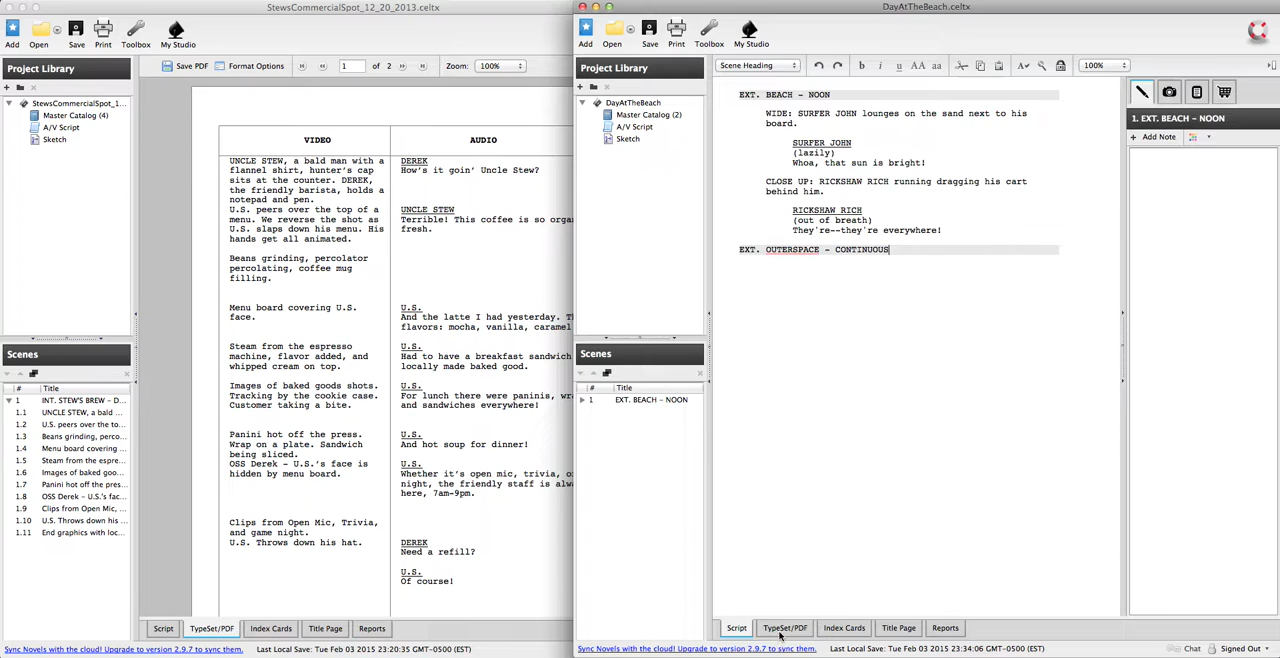 StewsCommercialSpot_12_20_2013.celtx
Add Open Save Print Toolbox My Studio
Project Library
StewsCommercialSpot_1...
Master Catalog (4)
A/V Script
Sketch
Scenes
# Title
1 INT. STEW'S BREW - D...
1.1 UNCLE STEW, a bald ...
1.2 U.S. peers over the to...
1.3 Beans grinding, perco...
1.4 Menu board covering ...
1.5 Steam from the espre...
1.6 Images of baked goo...
1.7 Panini hot off the press.
1.8 OSS Derek - U.S.'s fac...
1.9 Clips from Open Mic, ...
1.10 U.S. Throws down his ...
1.11 End graphics with loc...
Save PDF Format Options 1 of 2 Zoom: 100%
VIDEO
UNCLE STEW, a bald man with a
flannel shirt, hunter's cap
sits at the counter. DEREK,
the friendly barista, holds a
notepad and pen.
U.S. peers over the top of a
menu. We reverse the shot as
U.S. slaps down his menu. His
hands get all animated.
Beans grinding, percolator
percolating, coffee mug
filling.
Menu board covering U.S.
face.
Steam from the espresso
machine, flavor added, and
whipped cream on top.
Images of baked goods shots.
Tracking by the cookie case.
Customer taking a bite.
Panini hot off the press.
Wrap on a plate. Sandwich
being sliced.
OSS Derek - U.S.'s face is
hidden by menu board.
Clips from Open Mic, Trivia,
and game night.
U.S. Throws down his hat.
AUDIO
DEREK
How's it goin' Uncle Stew?
UNCLE STEW
Terrible! This coffee is so orga
fresh.
U.S.
And the latte I had yesterday. T
flavors: mocha, vanilla, caramel
U.S.
Had to have a breakfast sandwich
locally made baked good.
U.S.
For lunch there were paninis, wr
and sandwiches everywhere!
U.S.
And hot soup for dinner!
U.S.
Whether it's open mic, trivia, o
night, the friendly staff is alw
here, 7am-9pm.
DEREK
Need a refill?
U.S.
Of course!
Script TypeSet/PDF Index Cards Title Page Reports
Sync Novels with the cloud! Upgrade to version 2.9.7 to sync them. Last Local Save: Tue Feb 03 2015 23:20:35 GMT-0500 (EST)
DayAtTheBeach.celtx
Add Open Save Print Toolbox My Studio
Project Library
DayAtTheBeach
Master Catalog (2)
A/V Script
Sketch
Scenes
# Title
1 EXT. BEACH - NOON
Scene Heading b i u AA aa A 100%
EXT. BEACH - NOON
WIDE: SURFER JOHN lounges on the sand next to his
board.
SURFER JOHN
(lazily)
Whoa, that sun is bright!
CLOSE UP: RICKSHAW RICH running dragging his cart
behind him.
RICKSHAW RICH
(out of breath)
They're--they're everywhere!
EXT. OUTERSPACE - CONTINUOUS
1. EXT. BEACH - NOON
+ Add Note
Script TypeSet/PDF Index Cards Title Page Reports
Sync Novels with the cloud! Upgrade to version 2.9.7 to sync them. Last Local Save: Tue Feb 03 2015 23:34:06 GMT-0500 (EST) Chat Signed Out